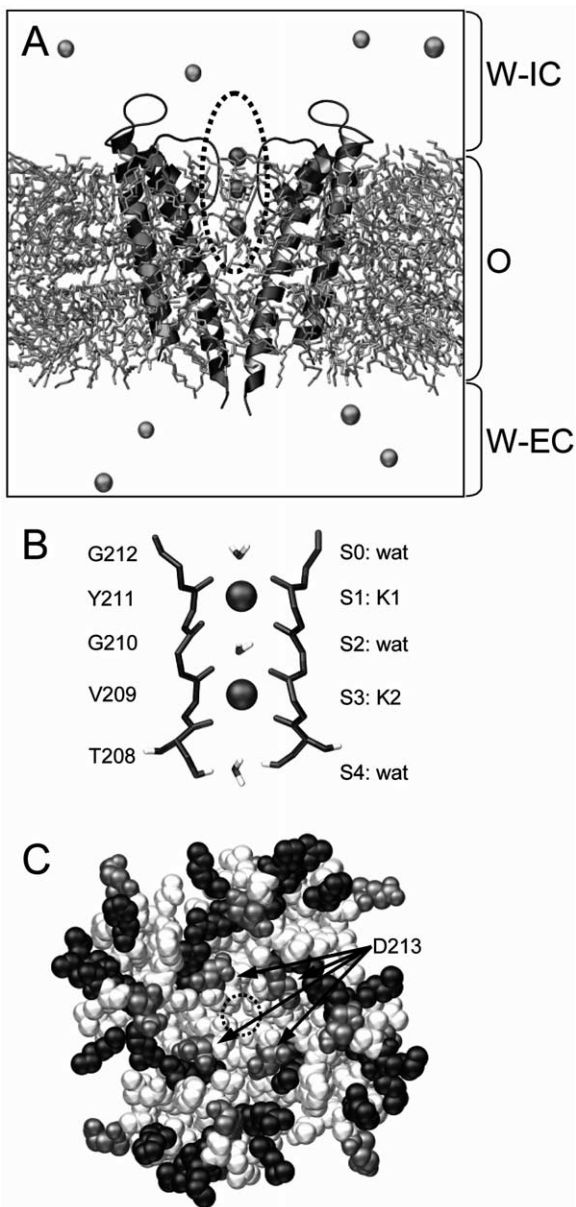 A
W-IC
O
W-EC
B
G212
S0: wat
Y211
S1: K1
G210
S2: wat
V209
S3: K2
T208
S4: wat
C
D213